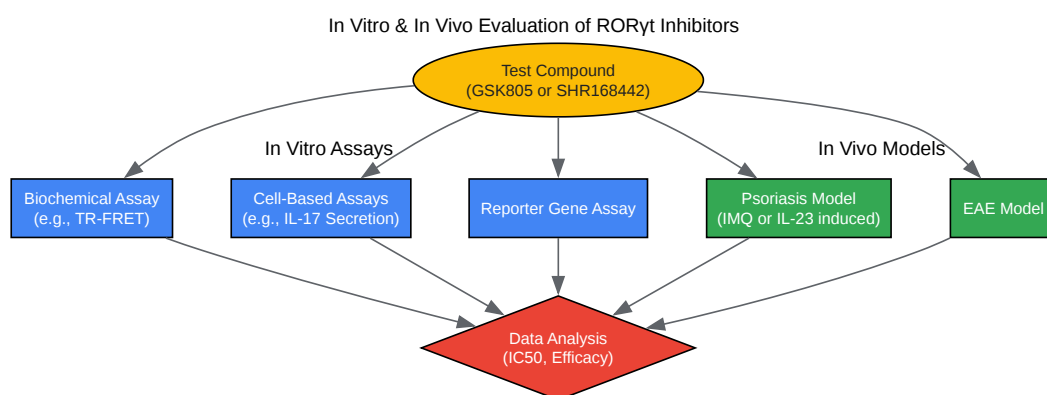 In Vitro & In Vivo Evaluation of RORγt Inhibitors
Test Compound
(GSK805 or SHR168442)
In Vitro Assays
In Vivo Models
Biochemical Assay
(e.g., TR-FRET)
Cell-Based Assays
(e.g., IL-17 Secretion)
Reporter Gene Assay
Psoriasis Model
(IMQ or IL-23 induced)
EAE Model
Data Analysis
(IC50, Efficacy)